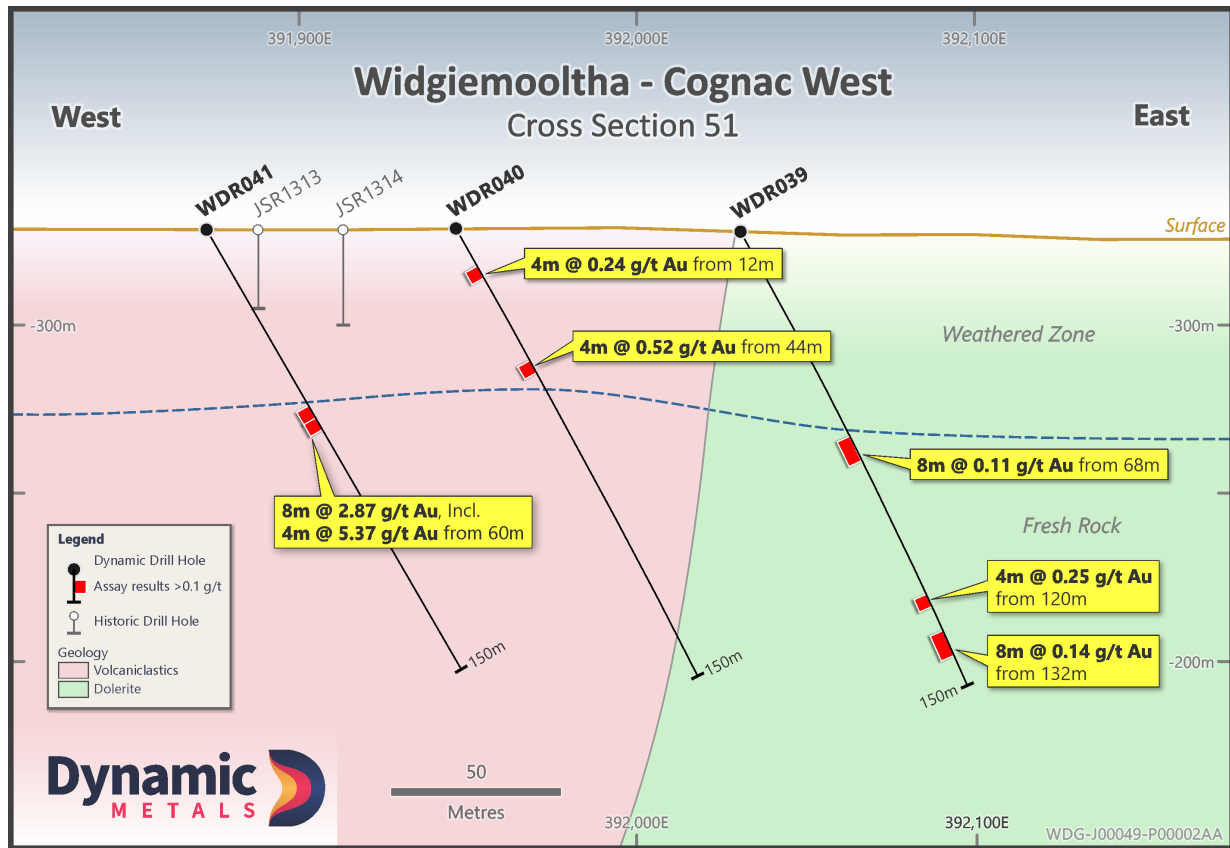 391,900E
392,000E
392,100E
Widgiemooltha - Cognac West
Cross Section 51
West
East
WDR041
JSR1313
JSR1314
WDR040
WDR039
Surface
4m @ 0.24 g/t Au from 12m
-300m
-300m
Weathered Zone
4m @ 0.52 g/t Au from 44m
8m @ 0.11 g/t Au from 68m
8m @ 2.87 g/t Au, Incl.
4m @ 5.37 g/t Au from 60m
Fresh Rock
Legend
Dynamic Drill Hole
Assay results >0.1 g/t
Historic Drill Hole
Geology
Volcaniclastics
Dolerite
4m @ 0.25 g/t Au
from 120m
8m @ 0.14 g/t Au
from 132m
-200m
150m
150m
150m
Dynamic
METALS
50
Metres
392,000E
392,100E
WDG-J00049-P00002AA